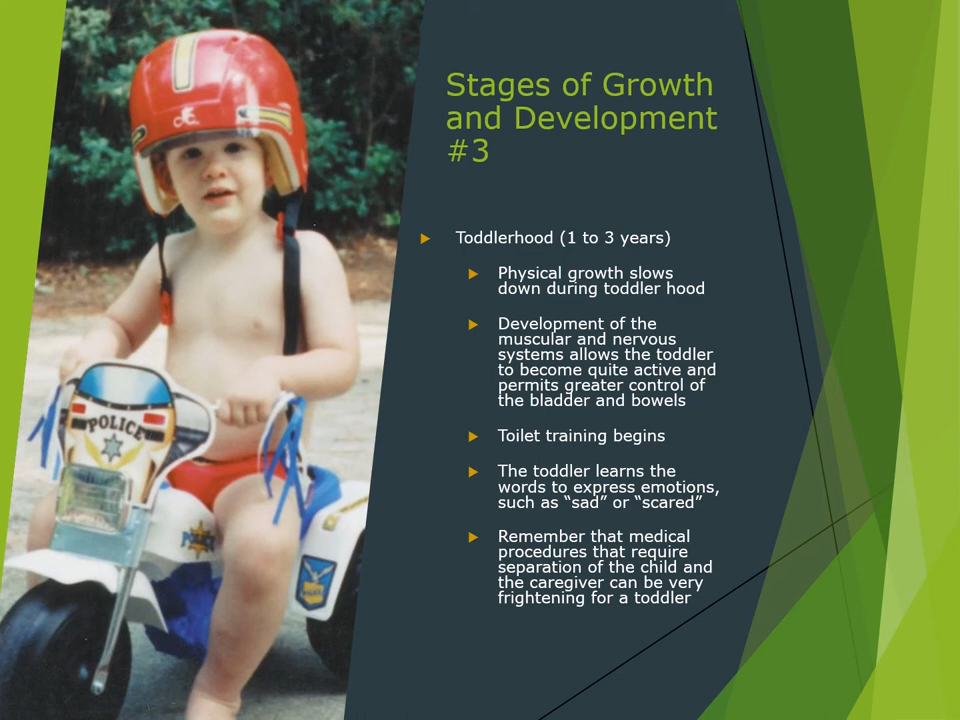 Stages of Growth
and Development
#3
Toddlerhood (1 to 3 years)
Physical growth slows
down during toddler hood
Development of the
muscular and nervous
systems allows the toddler
to become quite active and
permits greater control of
the bladder and bowels
Toilet training begins
The toddler learns the
words to express emotions,
such as “sad” or “scared”
Remember that medical
procedures that require
separation of the child and
the caregiver can be very
frightening for a toddler
POLICE
POLICE
POLICE